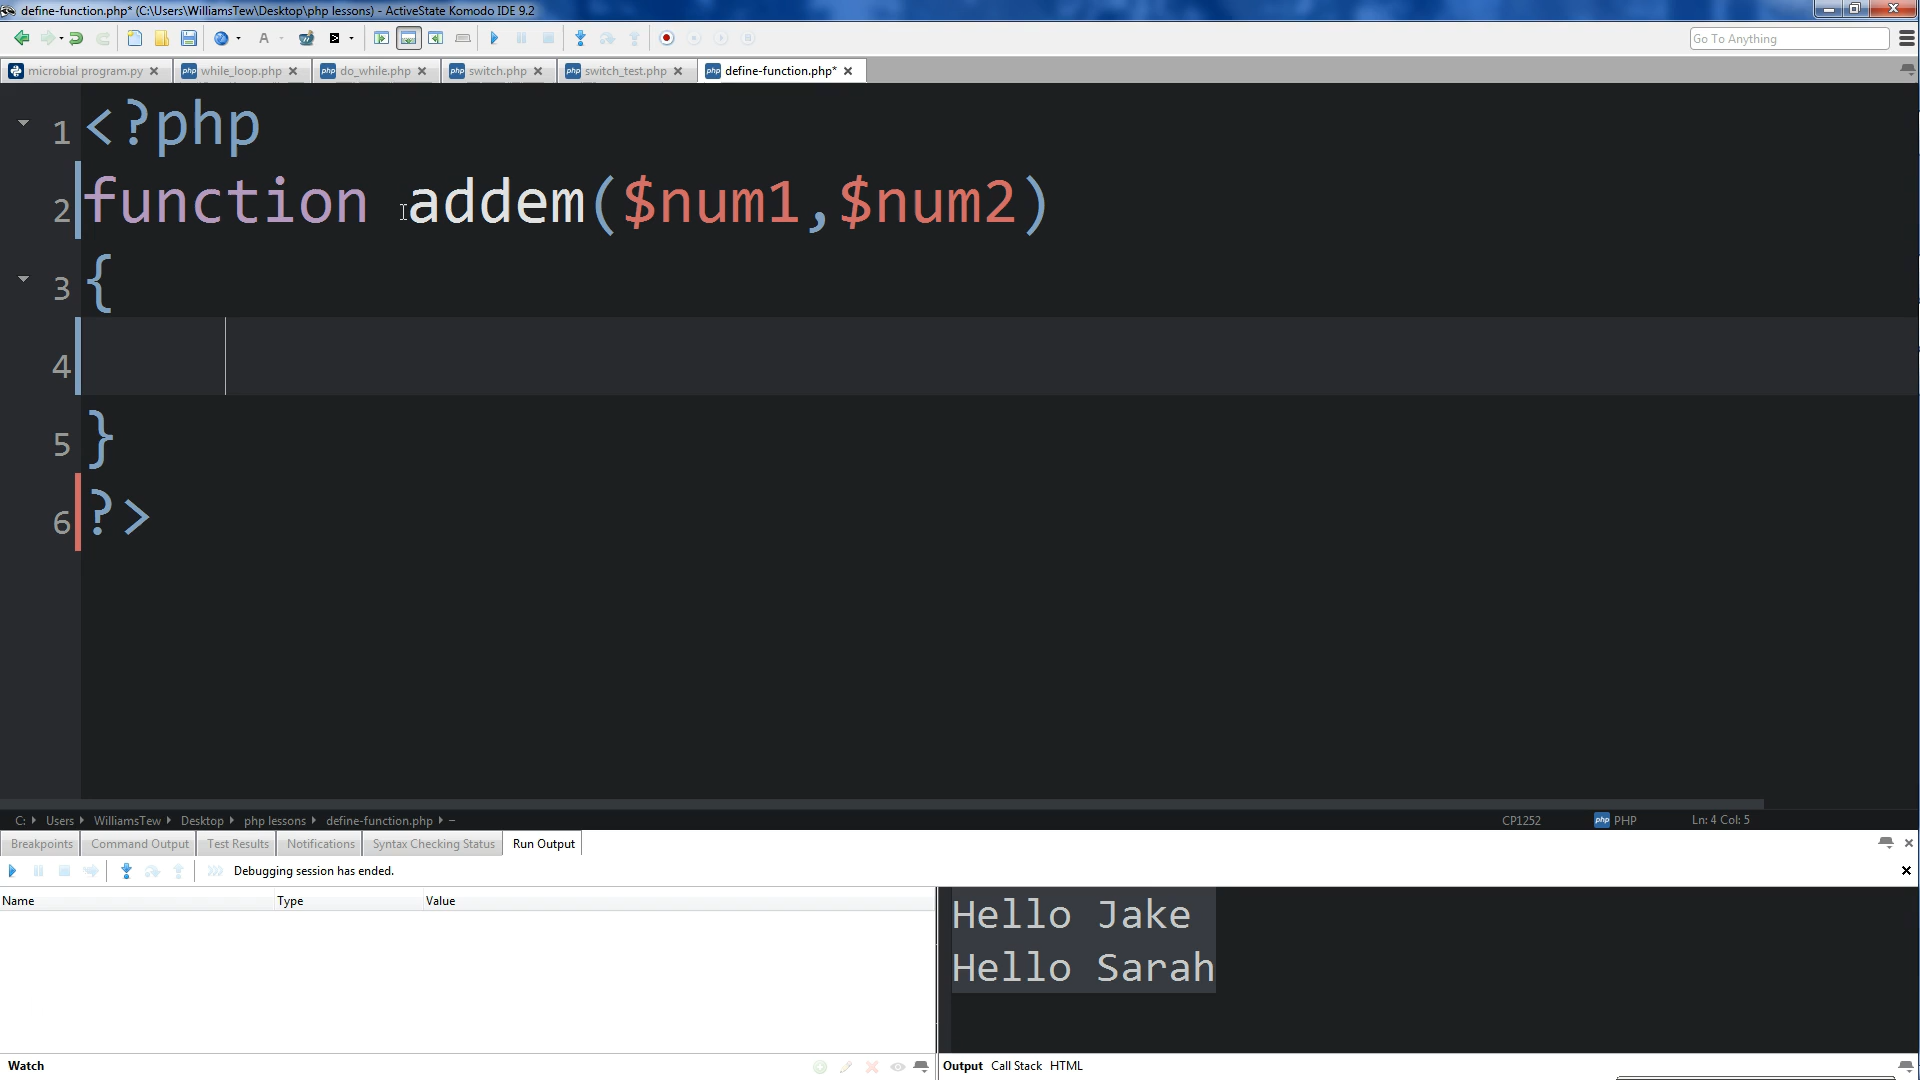 define-function.php* (C:\Users\WilliamsTew\Desktop\php lessons) - ActiveState Komodo IDE 9.2
Go To Anything
microbial program.py
while_loop.php
do_while.php
switch.php
switch_test.php
define-function.php*
1 <?php
2 function addem($num1,$num2)
3 {
4
5 }
6 ?>
C: Users WilliamsTew Desktop php lessons define-function.php –
CP1252 PHP Ln: 4 Col: 5
Breakpoints Command Output Test Results Notifications Syntax Checking Status Run Output
Debugging session has ended.
Name Type Value
Hello Jake
Hello Sarah
Watch
Output Call Stack HTML